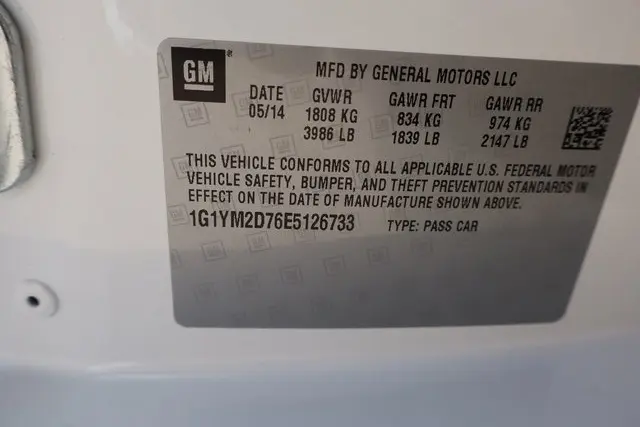 GM
MFD BY GENERAL MOTORS LLC
DATE GVWR GAWR FRT GAWR RR
05/14 1808 KG 834 KG 974 KG
3986 LB 1839 LB 2147 LB
THIS VEHICLE CONFORMS TO ALL APPLICABLE U.S. FEDERAL MOTOR
VEHICLE SAFETY, BUMPER, AND THEFT PREVENTION STANDARDS IN
EFFECT ON THE DATE OF MANUFACTURE SHOWN ABOVE.
1G1YM2D76E5126733 TYPE: PASS CAR